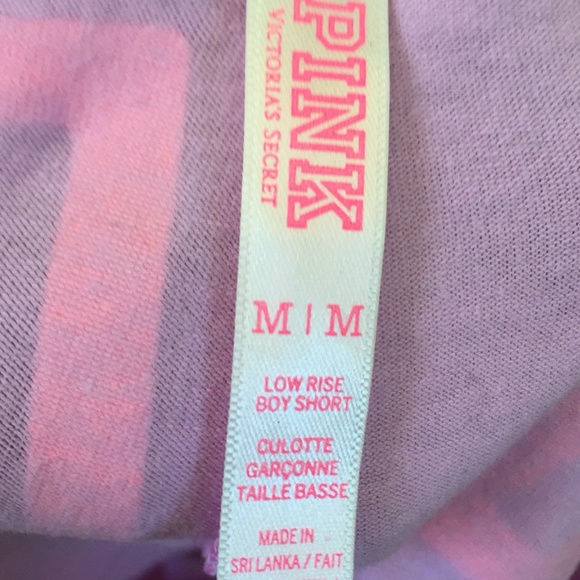 PINK
VICTORIA'S SECRET
M | M
LOW RISE
BOY SHORT
CULOTTE
GARÇONNE
TAILLE BASSE
MADE IN
SRI LANKA / FAIT